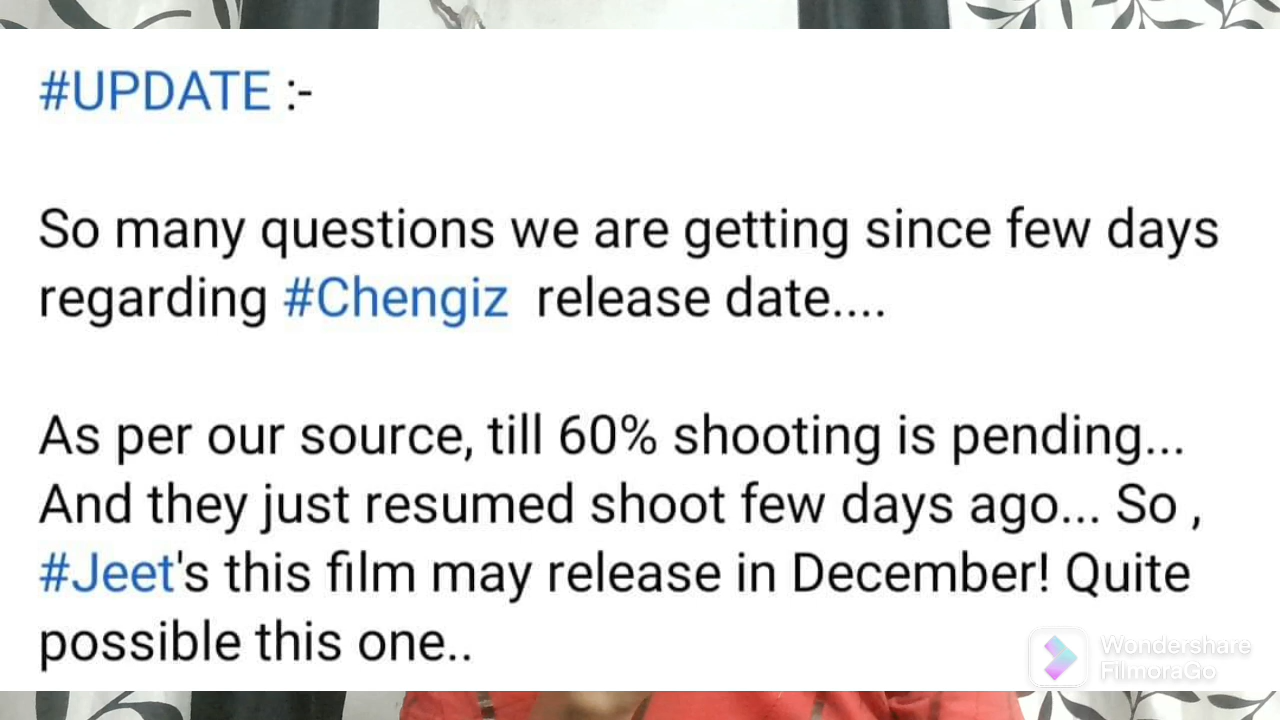 #UPDATE :-
So many questions we are getting since few days
regarding #Chengiz release date....
As per our source, till 60% shooting is pending...
And they just resumed shoot few days ago... So ,
#Jeet's this film may release in December! Quite
possible this one..
Wondershare
FilmoraGo